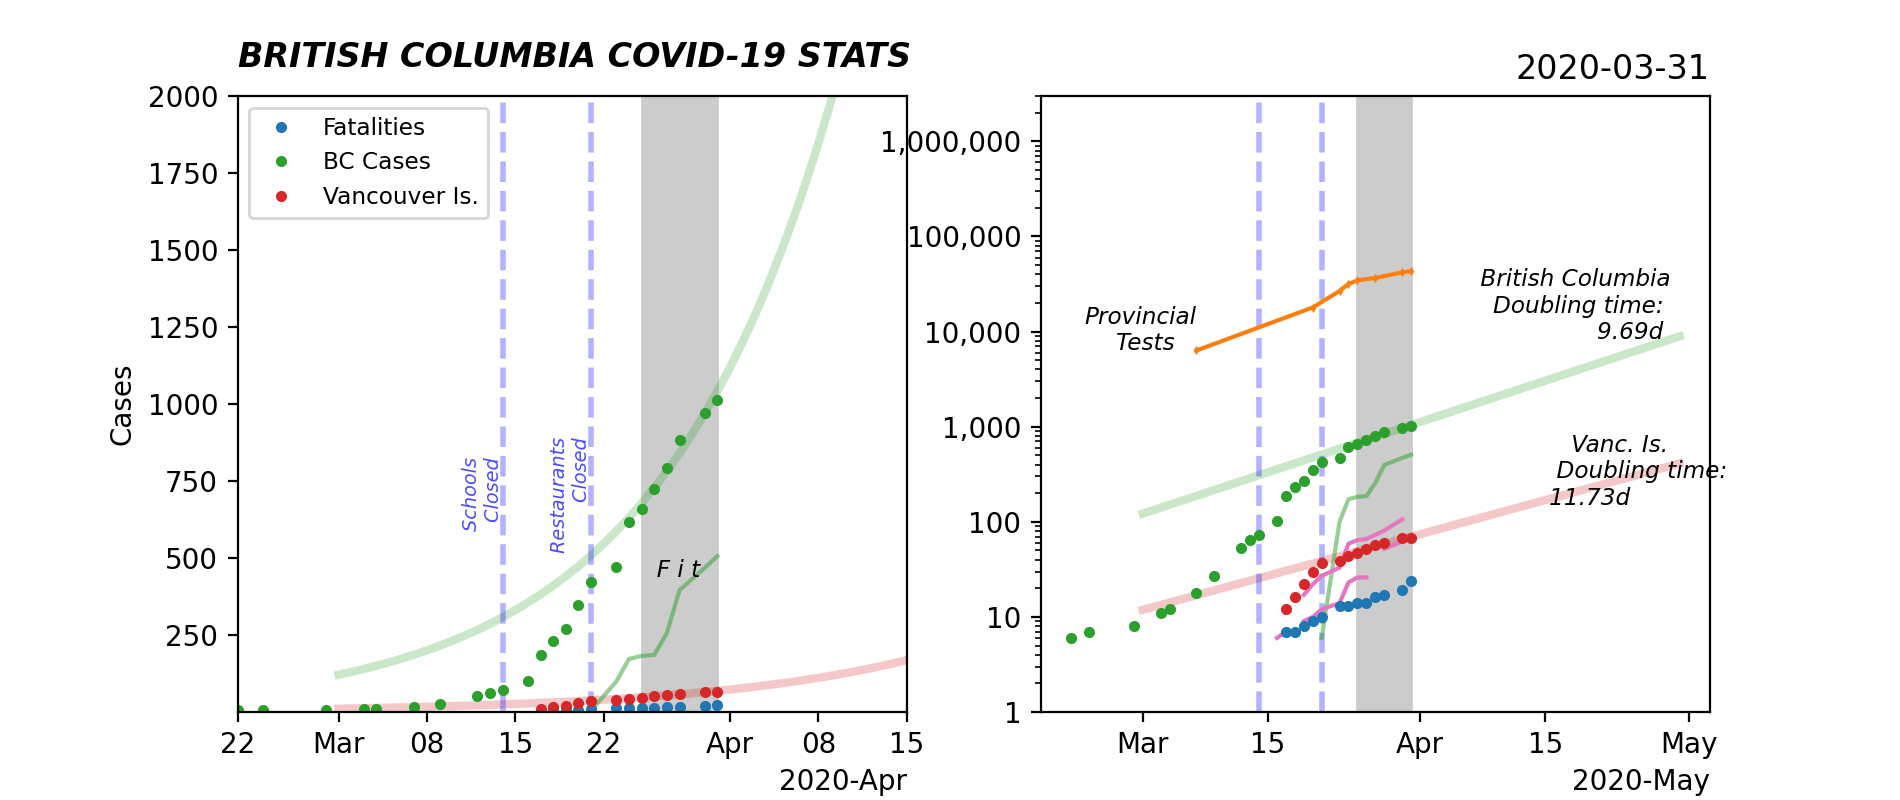 BRITISH COLUMBIA COVID-19 STATS
2020-03-31
Cases
2000
1750
1500
1250
1000
750
500
250
Fatalities
BC Cases
Vancouver Is.
Schools
Closed
Restaurants
Closed
F i t
22
Mar
08
15
22
Apr
08
15
2020-Apr
1,000,000
100,000
10,000
1,000
100
10
1
Provincial
Tests
British Columbia
Doubling time:
9.69d
Vanc. Is.
Doubling time:
11.73d
Mar
15
Apr
15
May
2020-May